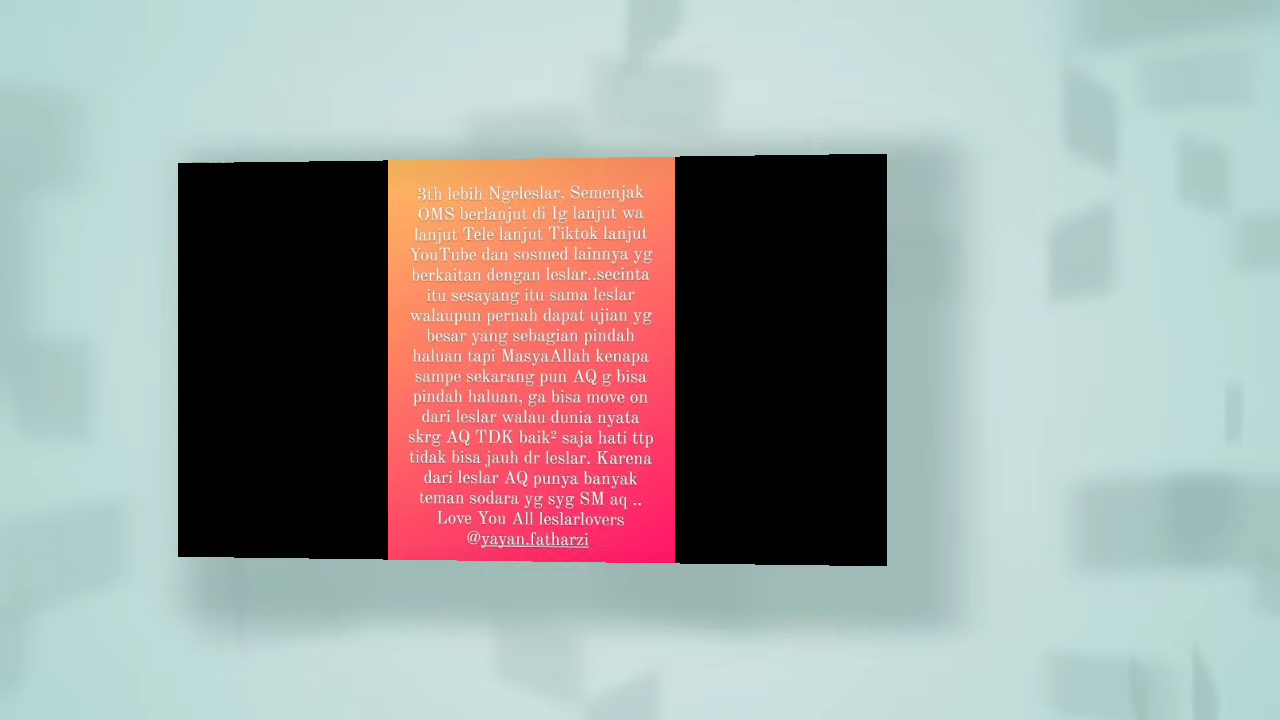 3th lebih Ngeleslar, Semenjak
OMS berlanjut di Ig lanjut wa
lanjut Tele lanjut Tiktok lanjut
YouTube dan sosmed lainnya yg
berkaitan dengan leslar..secinta
itu sesayang itu sama leslar
walaupun pernah dapat ujian yg
besar yang sebagian pindah
haluan tapi MasyaAllah kenapa
sampe sekarang pun AQ g bisa
pindah haluan, ga bisa move on
dari leslar walau dunia nyata
skrg AQ TDK baik² saja hati ttp
tidak bisa jauh dr leslar. Karena
dari leslar AQ punya banyak
teman sodara yg syg SM aq ..
Love You All leslarlovers
@yayan.fatharzi